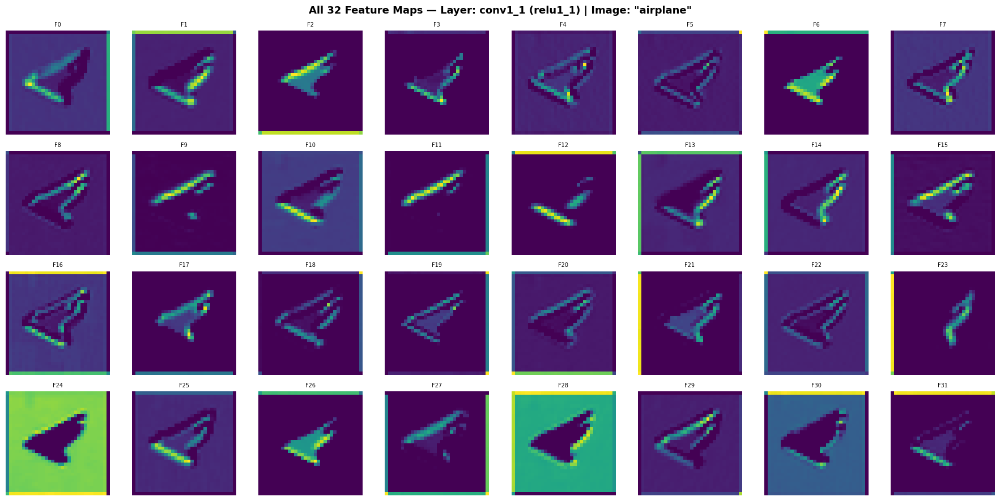 All 32 Feature Maps — Layer: conv1_1 (relu1_1) | Image: "airplane"
F0 F1 F2 F3 F4 F5 F6 F7
F8 F9 F10 F11 F12 F13 F14 F15
F16 F17 F18 F19 F20 F21 F22 F23
F24 F25 F26 F27 F28 F29 F30 F31